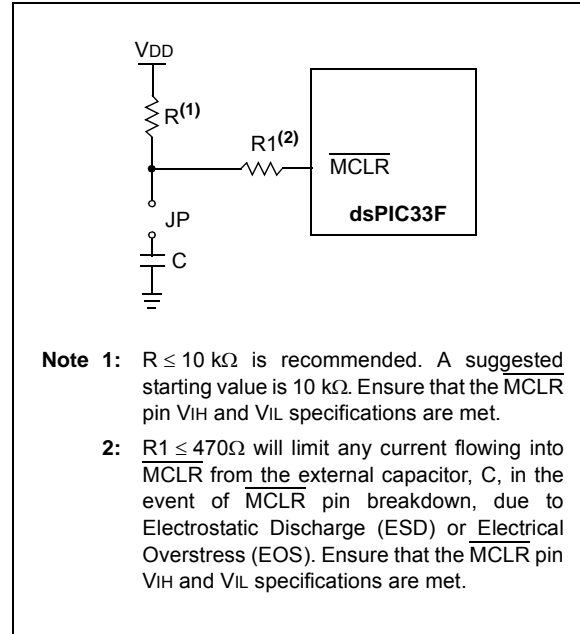 VDD
R(1)
R1(2)
MCLR
dsPIC33F
JP
C
Note 1: R ≤ 10 kΩ is recommended. A suggested
starting value is 10 kΩ. Ensure that the MCLR
pin VIH and VIL specifications are met.
2: R1 ≤ 470Ω will limit any current flowing into
MCLR from the external capacitor, C, in the
event of MCLR pin breakdown, due to
Electrostatic Discharge (ESD) or Electrical
Overstress (EOS). Ensure that the MCLR pin
VIH and VIL specifications are met.